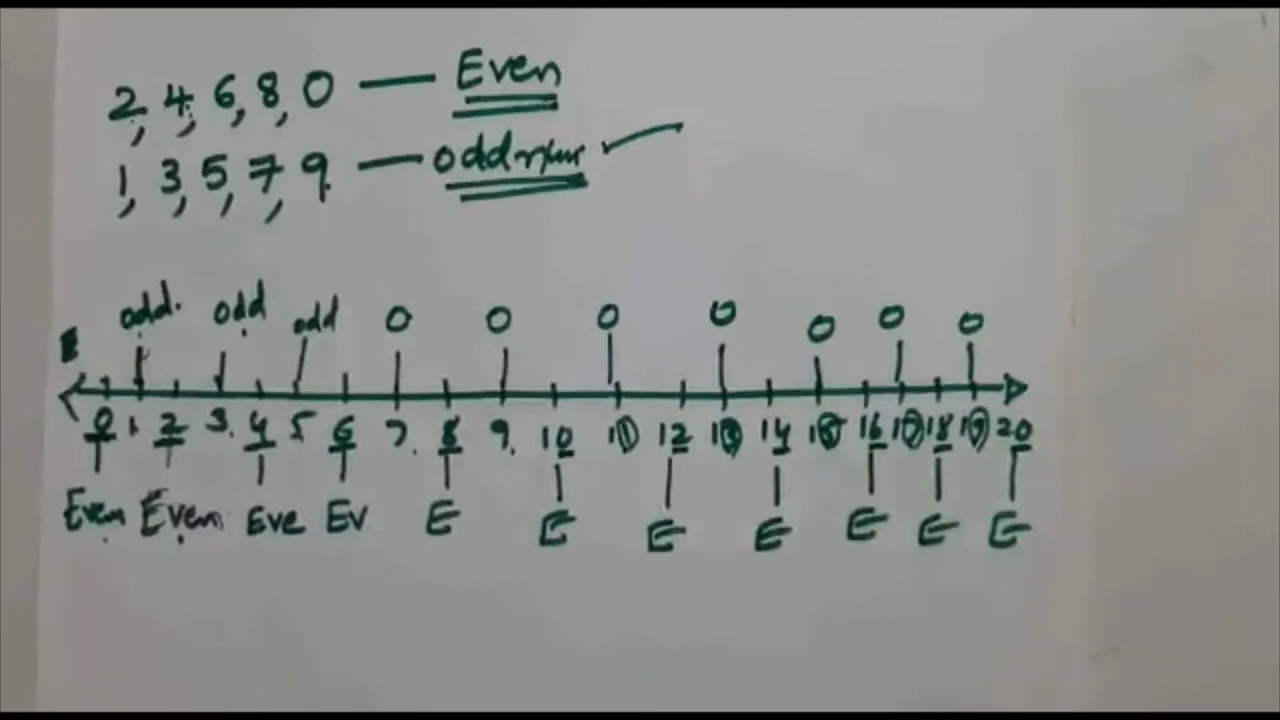 2, 4, 6, 8, 0 — Even
1, 3, 5, 7, 9. — odd
odd. odd odd O O O O O O O
0 1. 2 3. 4 5 6 7. 8 9. 10 11 12 13 14 15 16 17 18 19 20
Even Even Eve Ev E E E E E E E